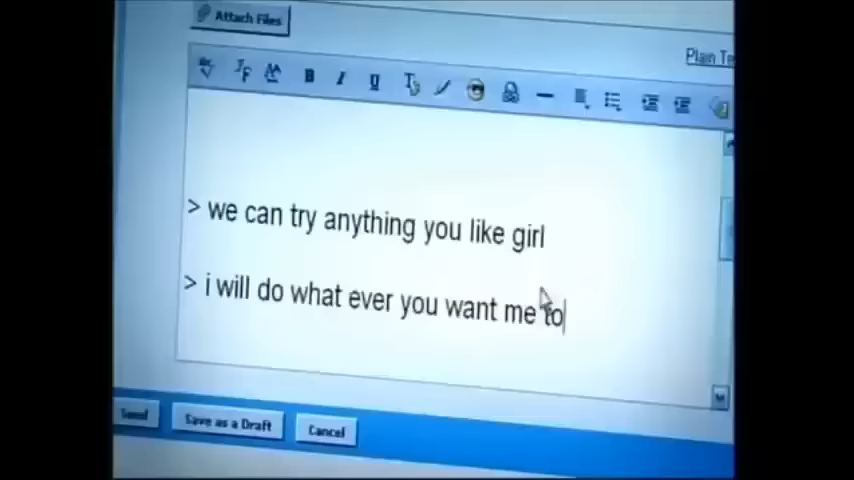 Attach Files
Plain Te
B I U
> we can try anything you like girl
> i will do what ever you want me to
Send
Save as a Draft
Cancel